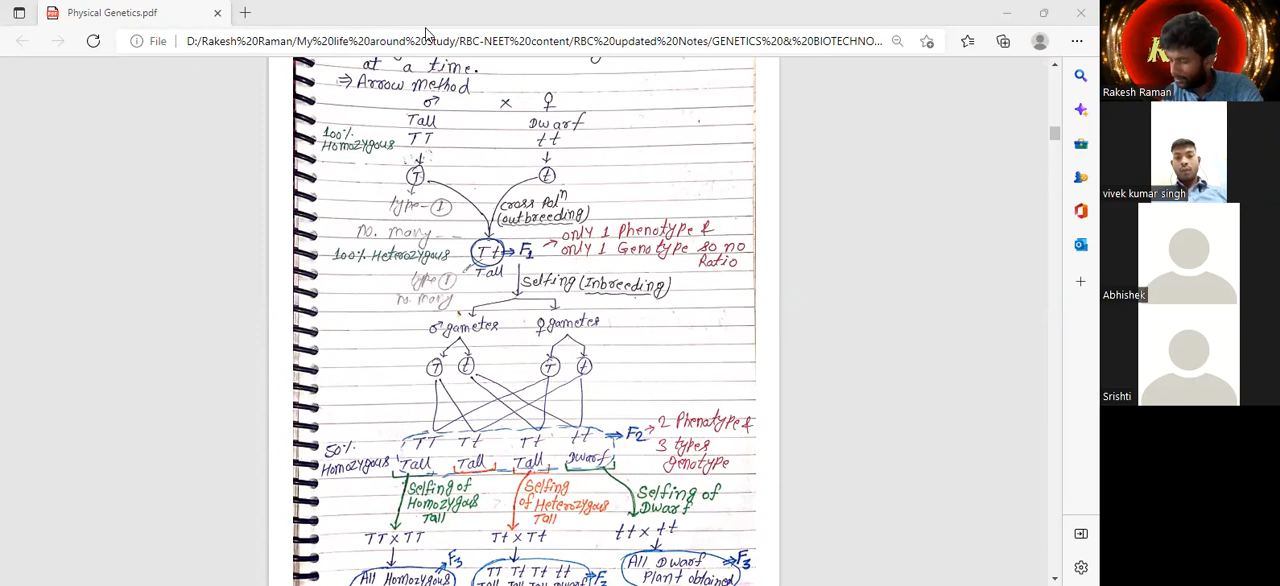 Physical Genetics.pdf
File
D:/Rakesh%20Raman/My%20life%20around%20study/RBC-NEET%20content/RBC%20updated%20Notes/GENETICS%20&%20BIOTECHNO...
at a time.
⇒ Arrow method
♂ × ♀
Tall Dwarf
100% Homozygous
TT tt
T t
type-①
no. many
cross Polⁿ
(outbreeding)
100% Heterozygous
Tt → F1
Tall
type ①
no. many
only 1 Phenotype &
only 1 Genotype so no
Ratio
Selfing (Inbreeding)
♂ gametes ♀ gametes
T t T t
TT Tt Tt tt → F2
50%
Homozygous
Tall Tall Tall Dwarf
2 Phenotype &
3 types
genotype
Selfing of
Homozygous
Tall
Selfing
of Heterozygous
Tall
Selfing of
Dwarf
TT × TT Tt × Tt tt × tt
All Homozygous F3
TT Tt Tt tt F3
All Dwarf F3
Plant obtained
Rakesh Raman
vivek kumar singh
Abhishek
Srishti